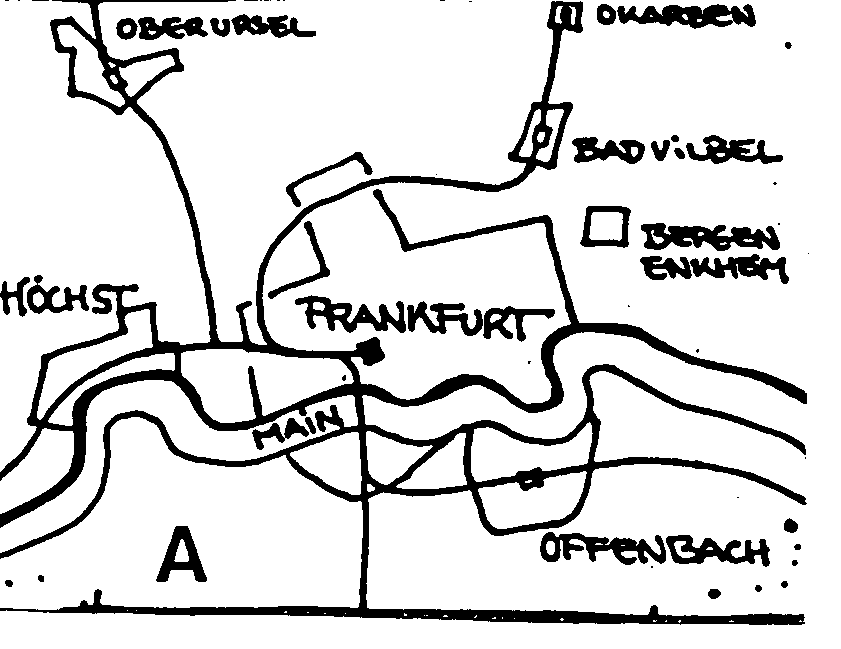 OBERURSEL
OKARBEN
BAD ViLBEL
BERGEN
ENKHEIM
HÖCHST
FRANKFURT
MAiN
OFFENBACH
A